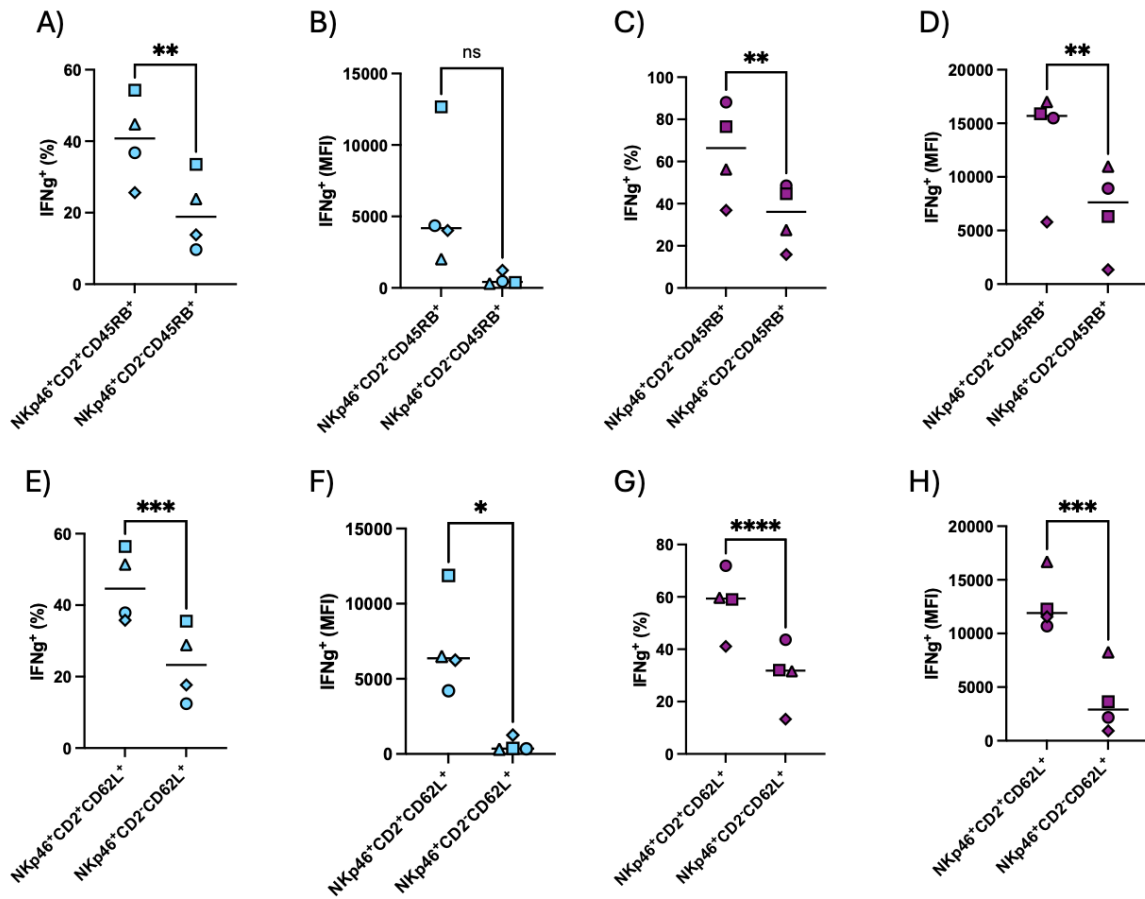 A)
**
IFNg⁺ (%)
60
40
20
0
NKp46⁺CD2⁺CD45RB⁺
NKp46⁺CD2⁻CD45RB⁺
B)
ns
IFNg⁺ (MFI)
15000
10000
5000
0
NKp46⁺CD2⁺CD45RB⁺
NKp46⁺CD2⁻CD45RB⁺
C)
**
IFNg⁺ (%)
100
80
60
40
20
0
NKp46⁺CD2⁺CD45RB⁺
NKp46⁺CD2⁻CD45RB⁺
D)
**
IFNg⁺ (MFI)
20000
15000
10000
5000
0
NKp46⁺CD2⁺CD45RB⁺
NKp46⁺CD2⁻CD45RB⁺
E)
***
IFNg⁺ (%)
60
40
20
0
NKp46⁺CD2⁺CD62L⁺
NKp46⁺CD2⁻CD62L⁺
F)
*
IFNg⁺ (MFI)
15000
10000
5000
0
NKp46⁺CD2⁺CD62L⁺
NKp46⁺CD2⁻CD62L⁺
G)
****
IFNg⁺ (%)
80
60
40
20
0
NKp46⁺CD2⁺CD62L⁺
NKp46⁺CD2⁻CD62L⁺
H)
***
IFNg⁺ (MFI)
20000
15000
10000
5000
0
NKp46⁺CD2⁺CD62L⁺
NKp46⁺CD2⁻CD62L⁺